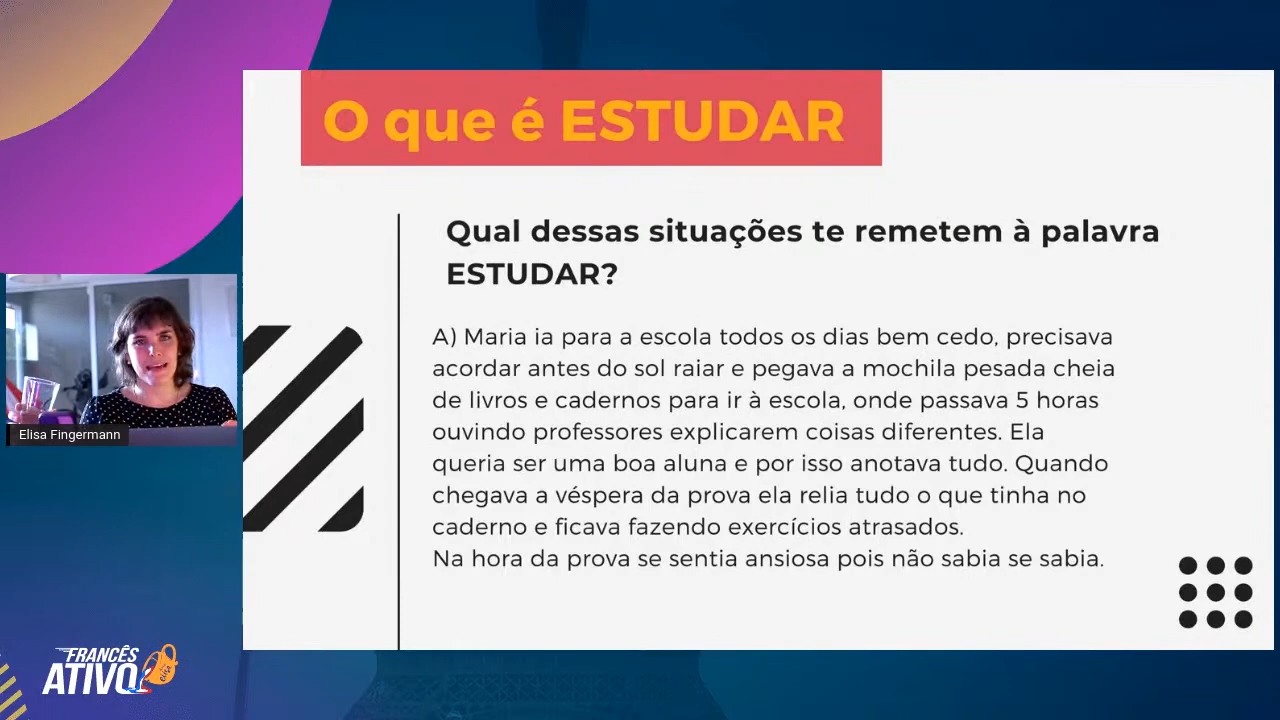 O que é ESTUDAR
Qual dessas situações te remetem à palavra
ESTUDAR?
A) Maria ia para a escola todos os dias bem cedo, precisava
acordar antes do sol raiar e pegava a mochila pesada cheia
de livros e cadernos para ir à escola, onde passava 5 horas
ouvindo professores explicarem coisas diferentes. Ela
queria ser uma boa aluna e por isso anotava tudo. Quando
chegava a véspera da prova ela relia tudo o que tinha no
caderno e ficava fazendo exercícios atrasados.
Na hora da prova se sentia ansiosa pois não sabia se sabia.
Elisa Fingermann
FRANCÊS
ATIVO
elisa